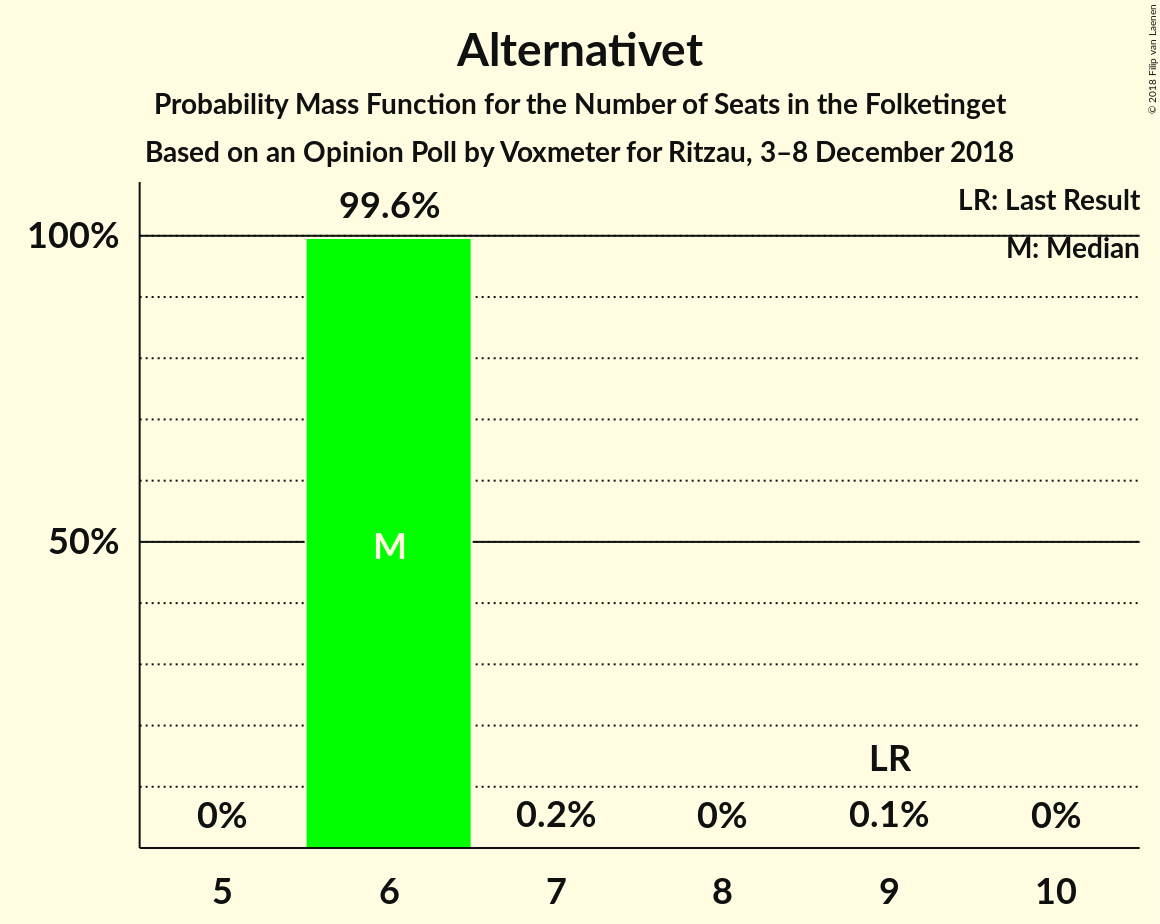 Alternativet
Probability Mass Function for the Number of Seats in the Folketinget
Based on an Opinion Poll by Voxmeter for Ritzau, 3–8 December 2018
© 2018 Filip van Laenen
LR: Last Result
M: Median
99.6%
100%
50%
M
LR
0%
0.2%
0%
0.1%
0%
5 6 7 8 9 10